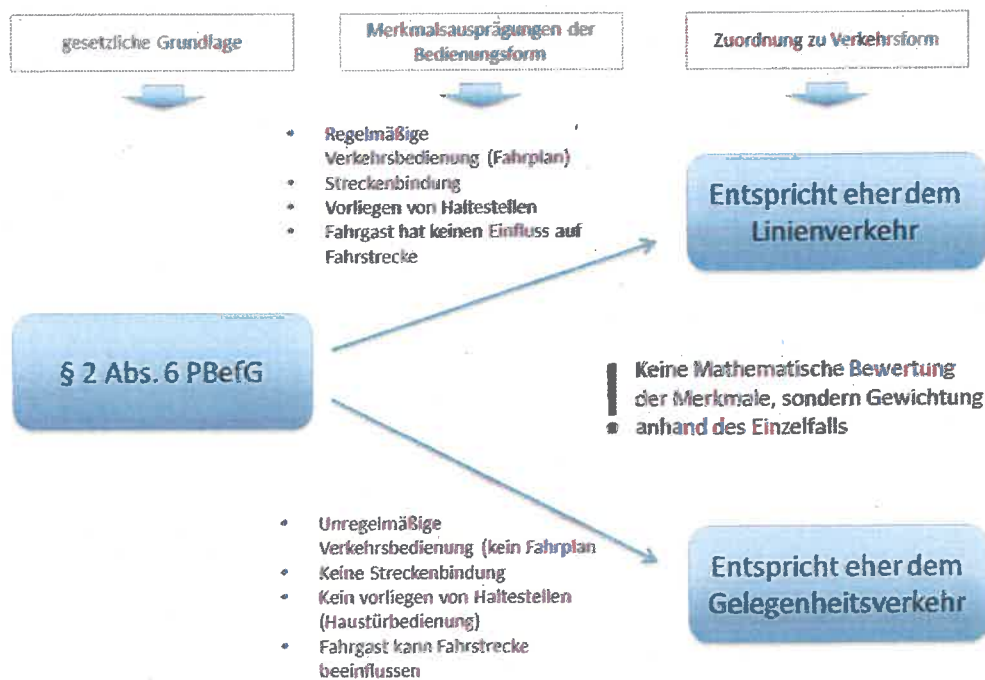 gesetzliche Grundlage
Merkmalsausprägungen der
Bedienungsform
Zuordnung zu Verkehrsform
• Regelmäßige
Verkehrsbedienung (Fahrplan)
• Streckenbindung
• Vorliegen von Haltestellen
• Fahrgast hat keinen Einfluss auf
Fahrstrecke
Entspricht eher dem
Linienverkehr
§ 2 Abs. 6 PBefG
! Keine Mathematische Bewertung
der Merkmale, sondern Gewichtung
anhand des Einzelfalls
• Unregelmäßige
Verkehrsbedienung (kein Fahrplan
• Keine Streckenbindung
• Kein vorliegen von Haltestellen
(Haustürbedienung)
• Fahrgast kann Fahrstrecke
beeinflussen
Entspricht eher dem
Gelegenheitsverkehr